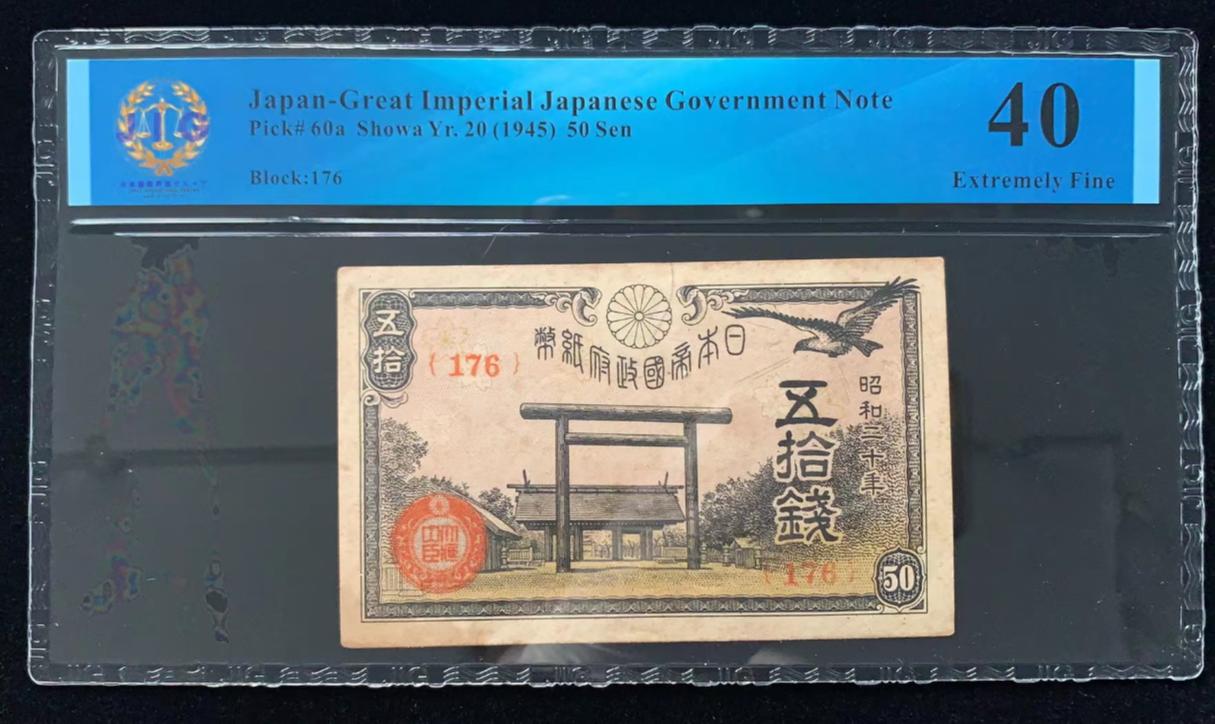 Japan-Great Imperial Japanese Government Note
Pick# 60a Showa Yr. 20 (1945) 50 Sen
Block:176
40
Extremely Fine
JIC
日本帝國政府紙幣
五拾
{ 176 }
五拾錢
昭和二十年
{ 176 }
50